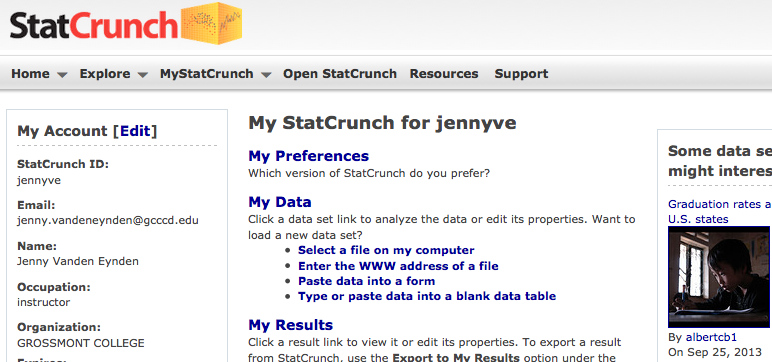 StatCrunch
Home Explore MyStatCrunch Open StatCrunch Resources Support
My Account [Edit]
StatCrunch ID:
jennyve
Email:
jenny.vandeneynden@gcccd.edu
Name:
Jenny Vanden Eynden
Occupation:
instructor
Organization:
GROSSMONT COLLEGE
Expires:
My StatCrunch for jennyve
My Preferences
Which version of StatCrunch do you prefer?
My Data
Click a data set link to analyze the data or edit its properties. Want to
load a new data set?
• Select a file on my computer
• Enter the WWW address of a file
• Paste data into a form
• Type or paste data into a blank data table
My Results
Click a result link to view it or edit its properties. To export a result
from StatCrunch, use the Export to My Results option under the
Some data se
might interes
Graduation rates a
U.S. states
By albertcb1
On Sep 25, 2013